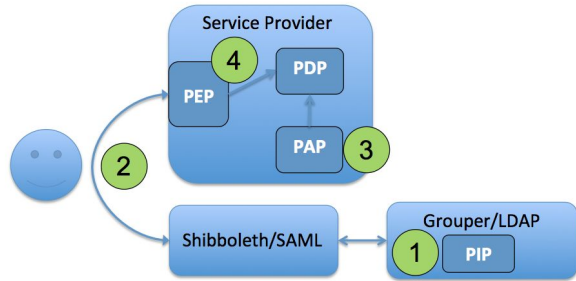 Service Provider
4
PDP
PEP
2
PAP
3
Shibboleth/SAML
Grouper/LDAP
1
PIP